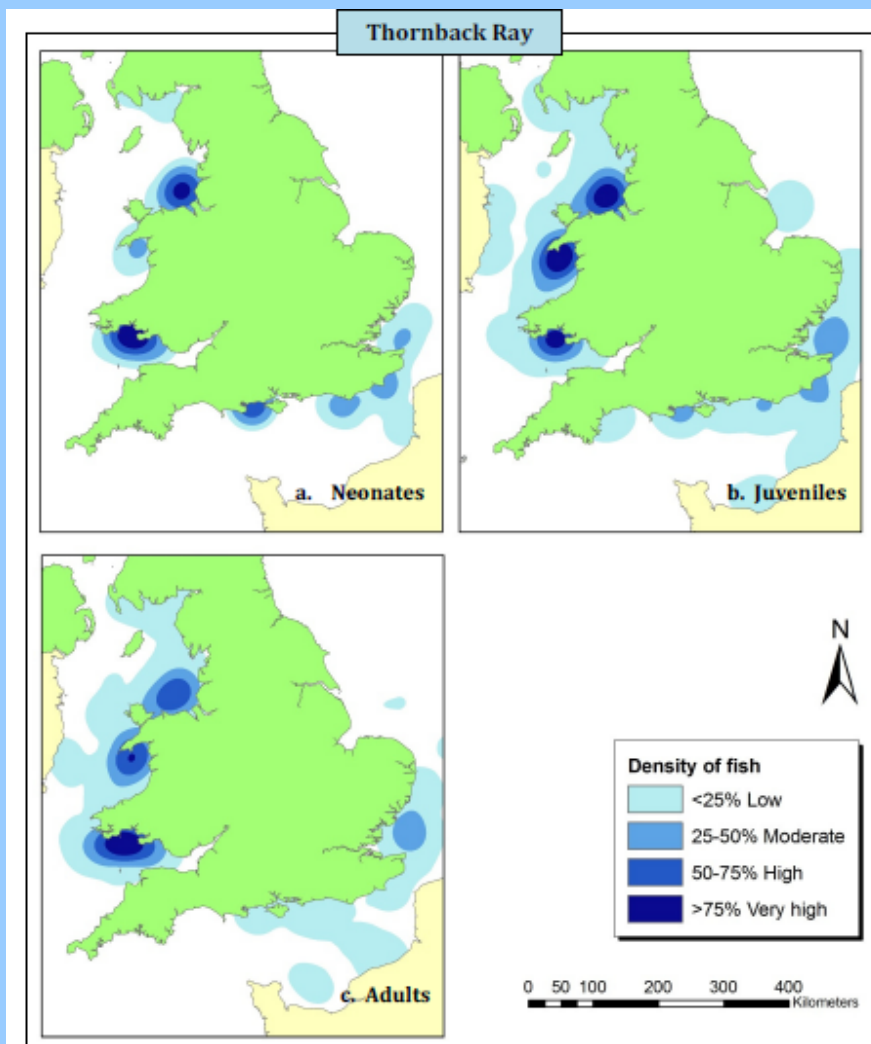 Thornback Ray
a. Neonates
b. Juveniles
c. Adults
N
Density of fish
<25% Low
25-50% Moderate
50-75% High
>75% Very high
0 50 100 200 300 400
Kilometers